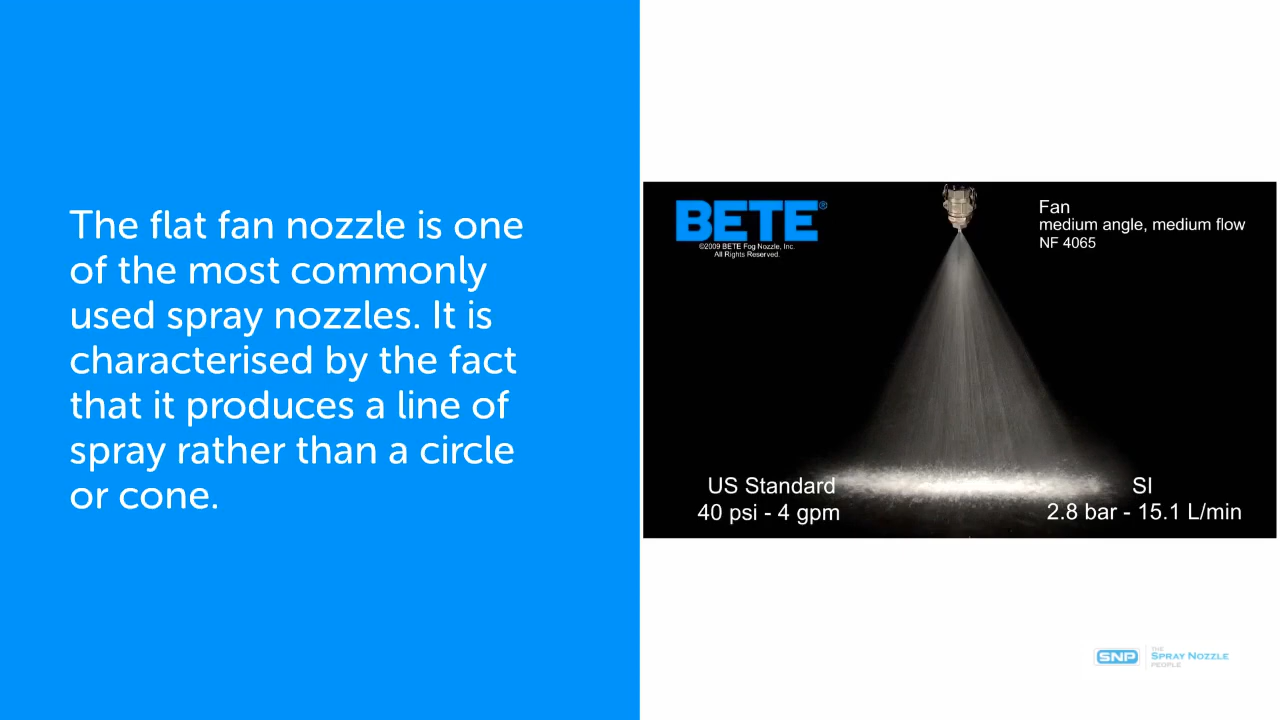 The flat fan nozzle is one
of the most commonly
used spray nozzles. It is
characterised by the fact
that it produces a line of
spray rather than a circle
or cone.
BETE®
©2009 BETE Fog Nozzle, Inc.
All Rights Reserved.
Fan
medium angle, medium flow
NF 4065
US Standard
40 psi - 4 gpm
SI
2.8 bar - 15.1 L/min
SNP
THE
SPRAY NOZZLE
PEOPLE